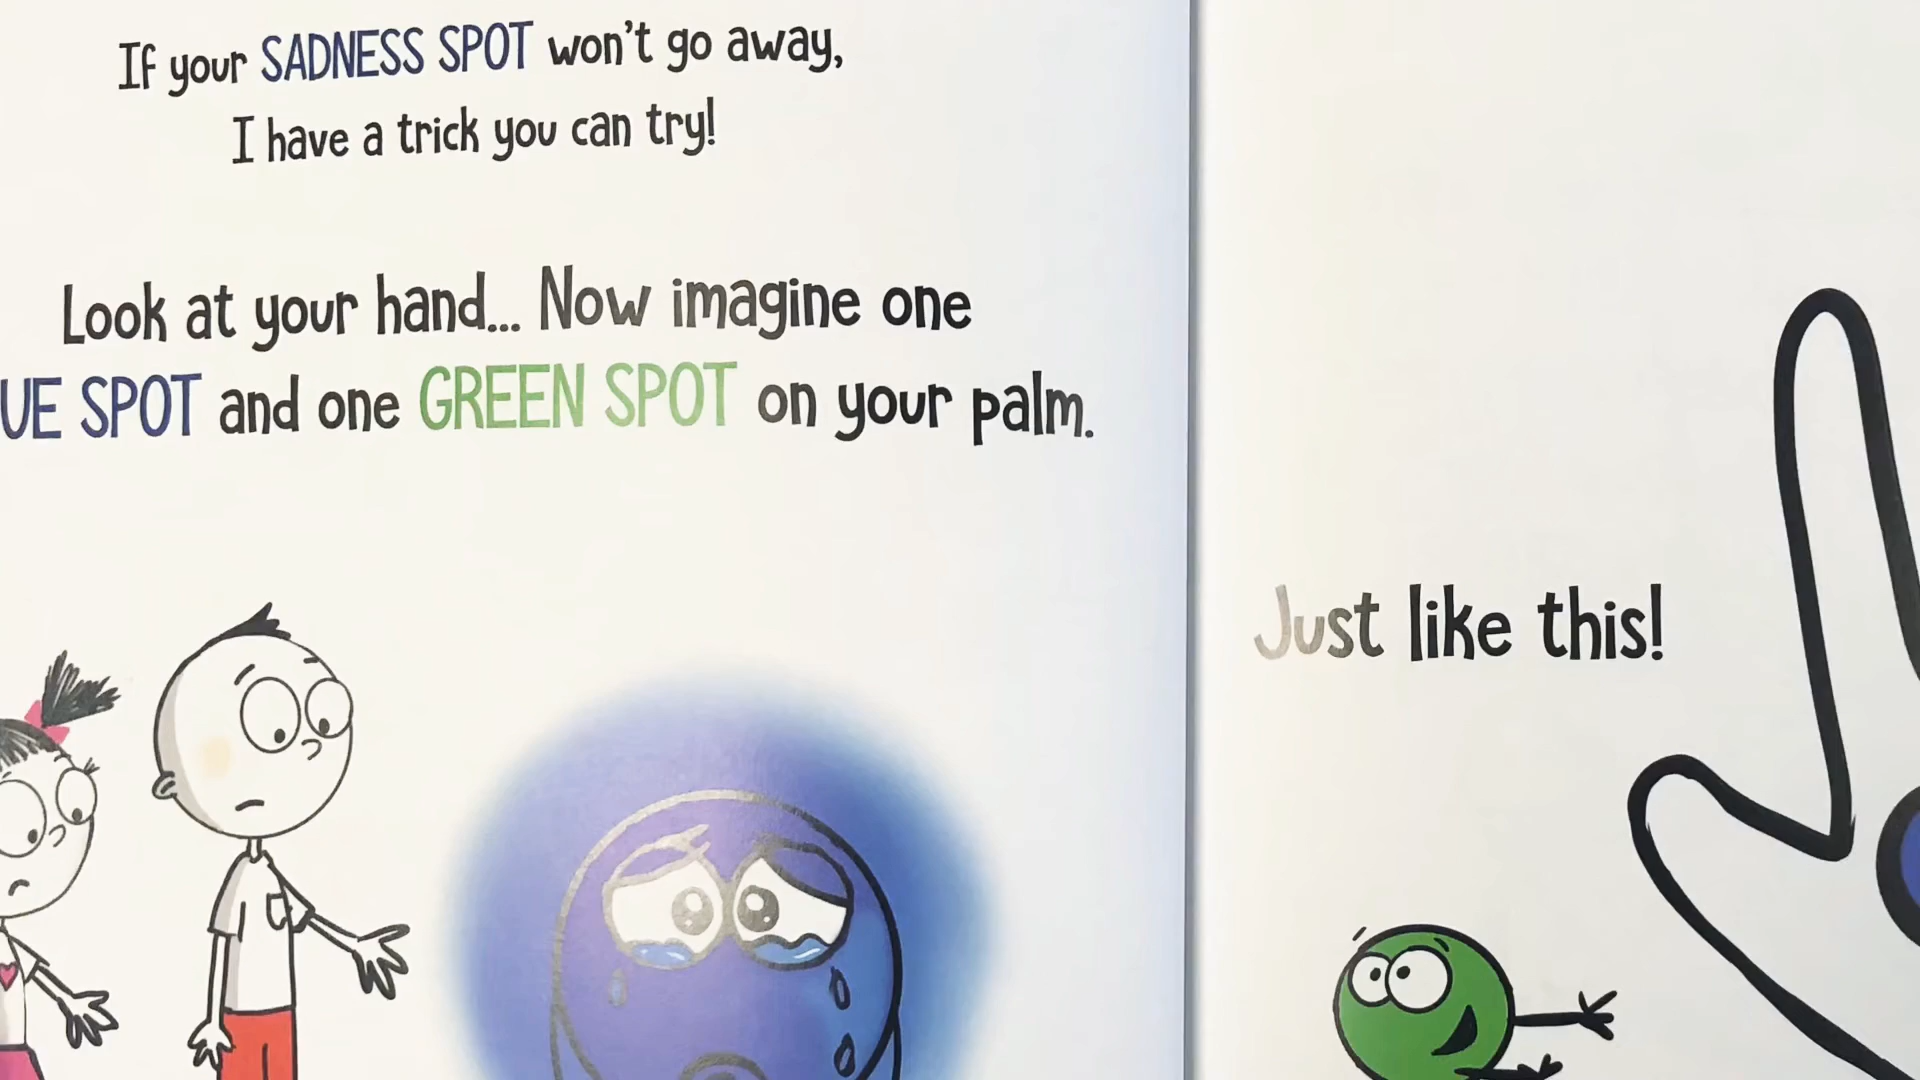 If your SADNESS SPOT won't go away,
I have a trick you can try!
Look at your hand... Now imagine one
UE SPOT and one GREEN SPOT on your palm.
Just like this!